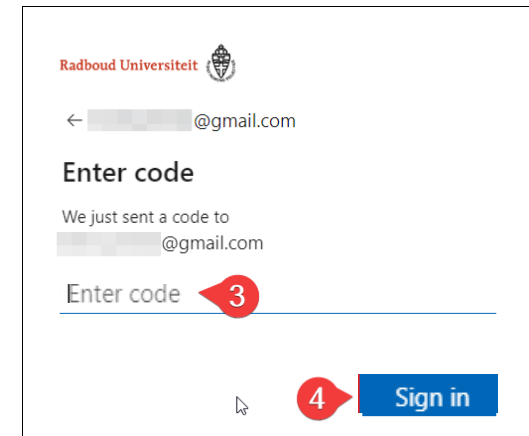 Radboud Universiteit
← @gmail.com
Enter code
We just sent a code to
@gmail.com
Enter code 3
4 Sign in